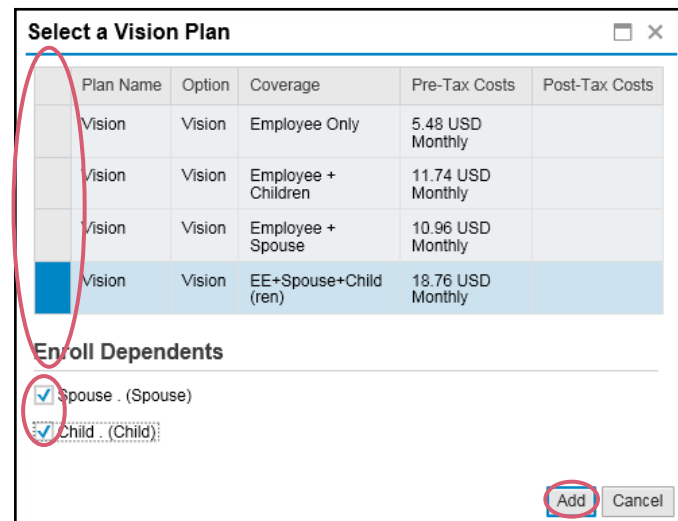 Select a Vision Plan
Plan Name Option Coverage Pre-Tax Costs Post-Tax Costs
Vision Vision Employee Only 5.48 USD
Monthly
Vision Vision Employee + 11.74 USD
Children Monthly
Vision Vision Employee + 10.96 USD
Spouse Monthly
Vision Vision EE+Spouse+Child 18.76 USD
(ren) Monthly
Enroll Dependents
Spouse . (Spouse)
Child . (Child)
Add Cancel